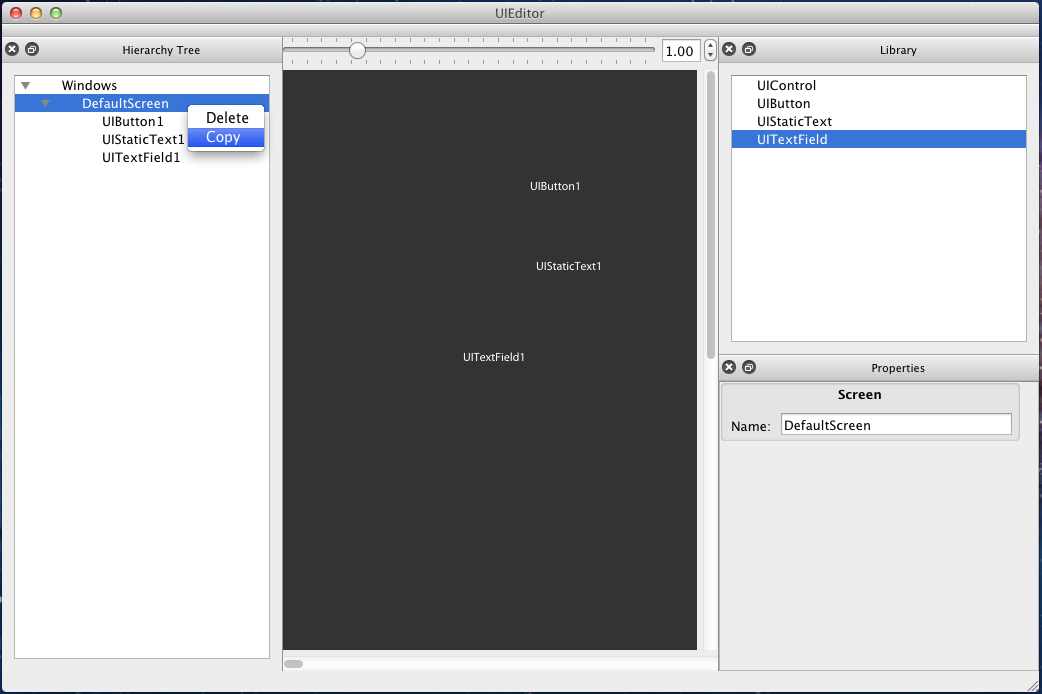 UIEditor
Hierarchy Tree
Windows
DefaultScreen
UIButton1
UIStaticText1
UITextField1
Delete
Copy
1.00
UIButton1
UIStaticText1
UITextField1
Library
UIControl
UIButton
UIStaticText
UITextField
Properties
Screen
Name: DefaultScreen